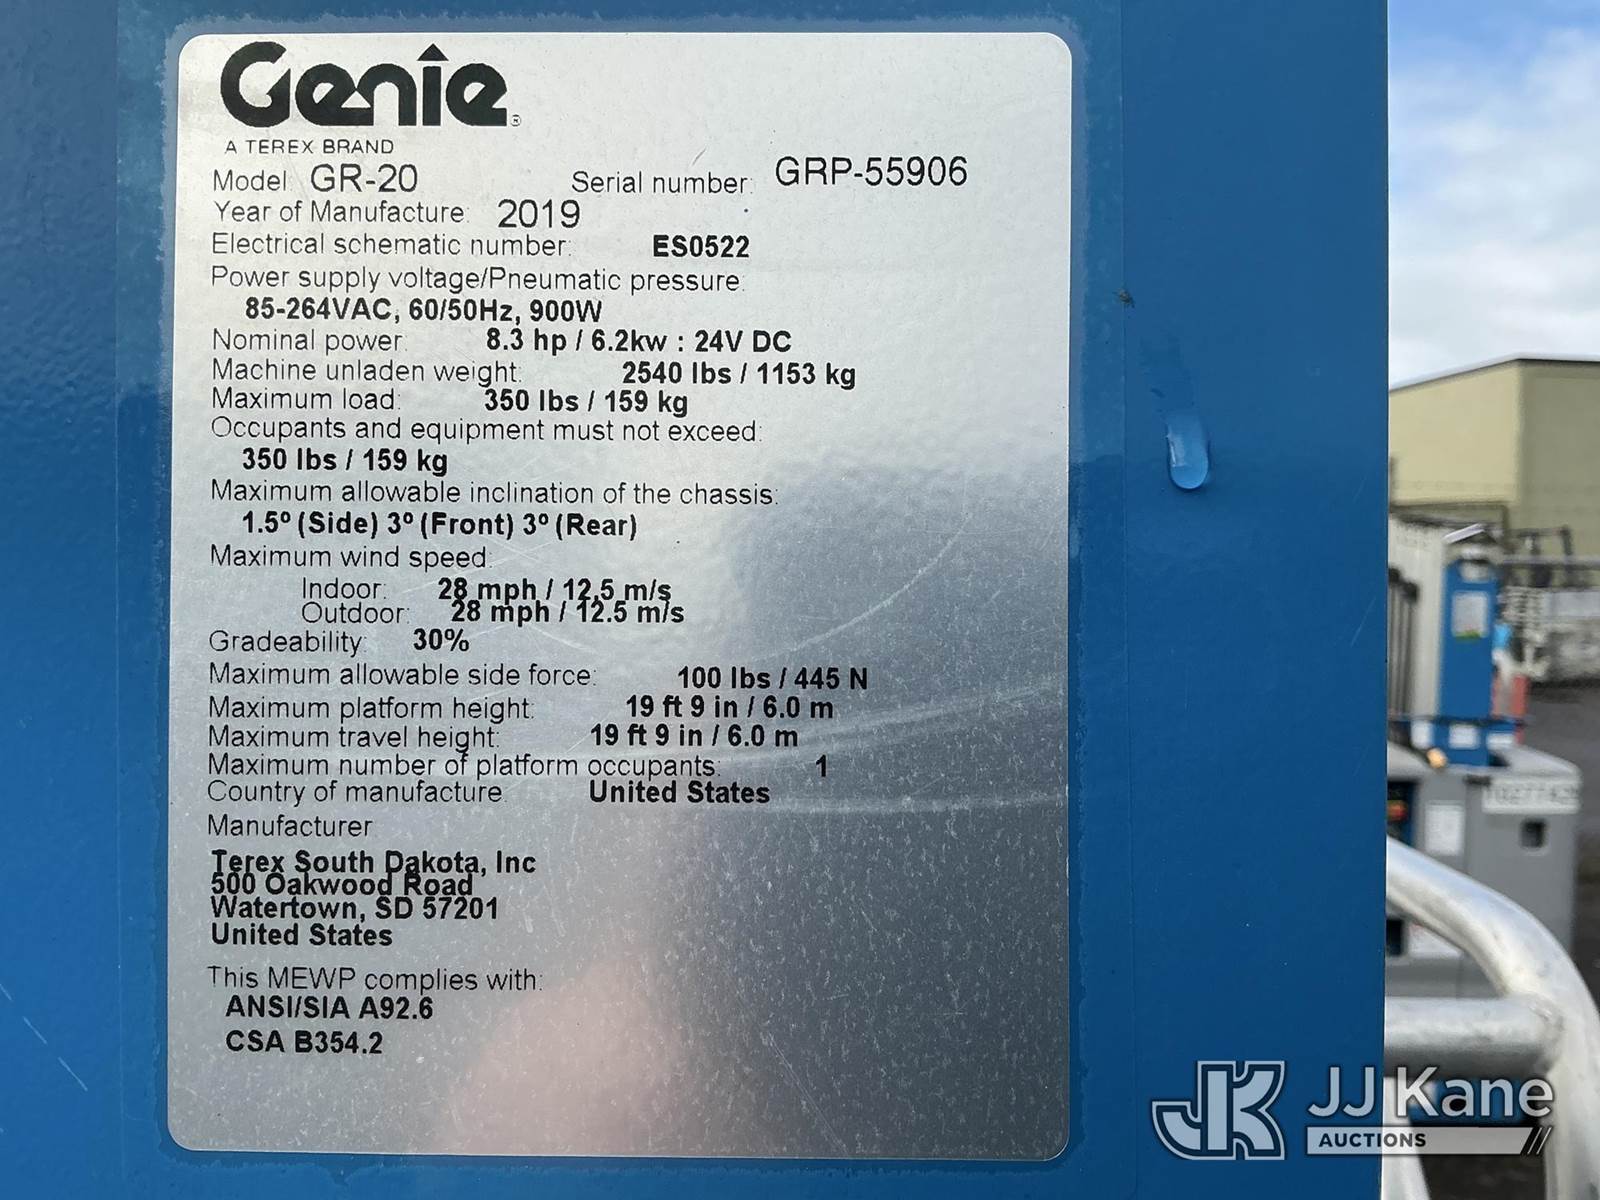 Genie®
A TEREX BRAND
Model: GR-20 Serial number: GRP-55906
Year of Manufacture: 2019
Electrical schematic number: ES0522
Power supply voltage/Pneumatic pressure:
85-264VAC, 60/50Hz, 900W
Nominal power: 8.3 hp / 6.2kw : 24V DC
Machine unladen weight: 2540 lbs / 1153 kg
Maximum load: 350 lbs / 159 kg
Occupants and equipment must not exceed:
350 lbs / 159 kg
Maximum allowable inclination of the chassis:
1.5º (Side) 3º (Front) 3º (Rear)
Maximum wind speed:
Indoor: 28 mph / 12.5 m/s
Outdoor: 28 mph / 12.5 m/s
Gradeability: 30%
Maximum allowable side force: 100 lbs / 445 N
Maximum platform height: 19 ft 9 in / 6.0 m
Maximum travel height: 19 ft 9 in / 6.0 m
Maximum number of platform occupants: 1
Country of manufacture: United States
Manufacturer
Terex South Dakota, Inc
500 Oakwood Road
Watertown, SD 57201
United States
This MEWP complies with:
ANSI/SIA A92.6
CSA B354.2
JK JJ Kane
AUCTIONS